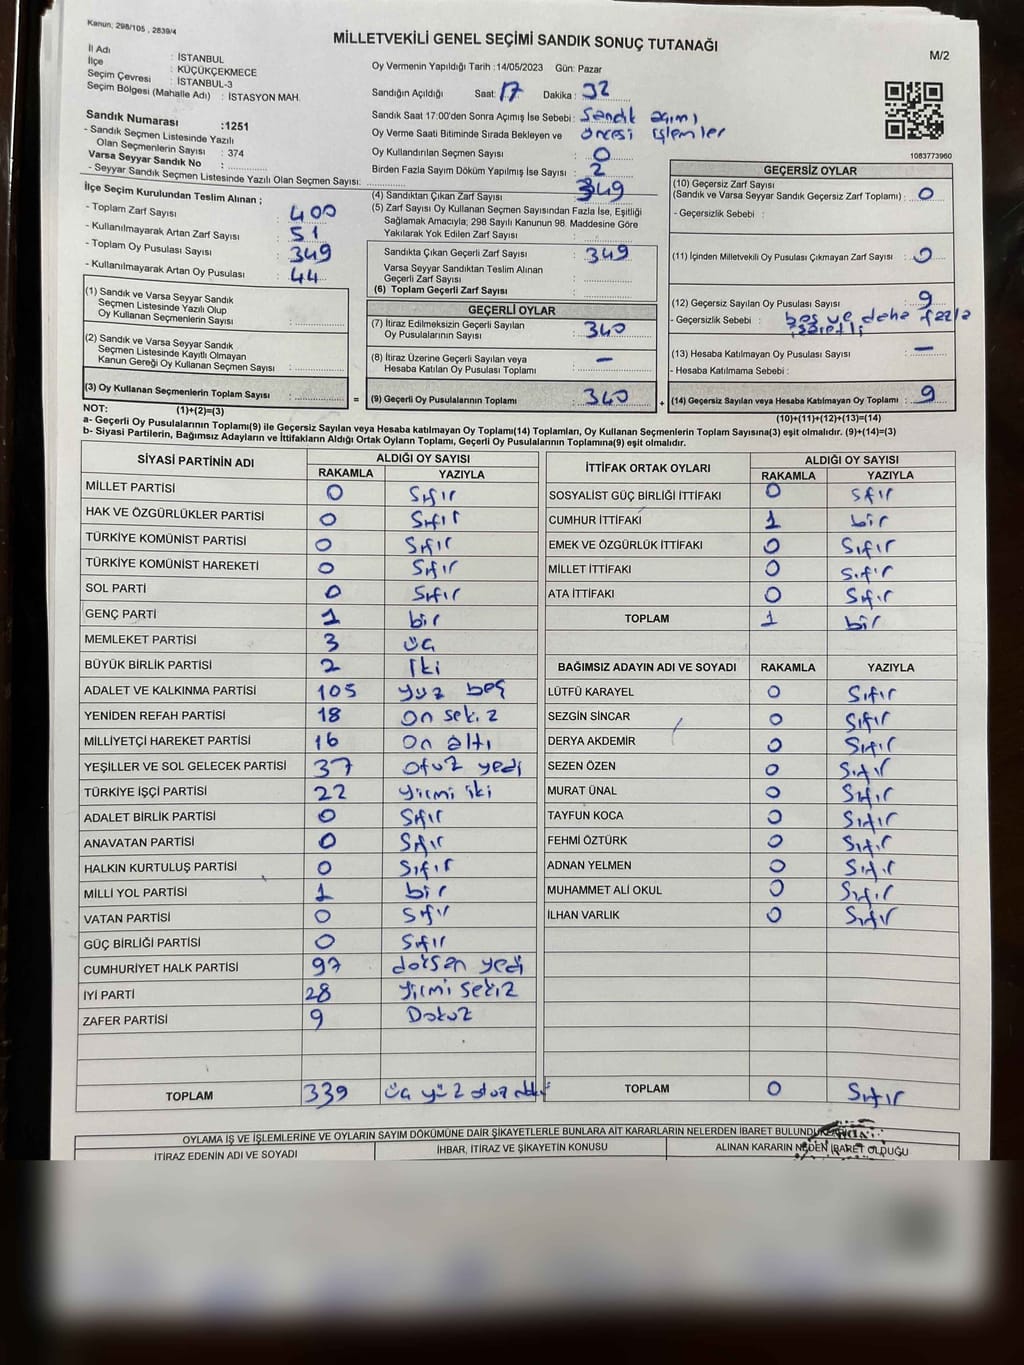 Kanun; 298/105 , 2839/4
MİLLETVEKİLİ GENEL SEÇİMİ SANDIK SONUÇ TUTANAĞI
M/2
İl Adı : İSTANBUL
İlçe : KÜÇÜKÇEKMECE
Seçim Çevresi : İSTANBUL-3
Seçim Bölgesi (Mahalle Adı) : İSTASYON MAH.
Oy Vermenin Yapıldığı Tarih :14/05/2023 Gün: Pazar
Sandığın Açıldığı Saat: 17 Dakika : 32
Sandık Saat 17:00'den Sonra Açımış İse Sebebi: Sandık açımı
Oy Verme Saati Bitiminde Sırada Bekleyen ve öncesi işlemler
Oy Kullandırılan Seçmen Sayısı : 0
Birden Fazla Sayım Döküm Yapılmış İse Sayısı : 2
1083773960
Sandık Numarası :1251
- Sandık Seçmen Listesinde Yazılı
Olan Seçmenlerin Sayısı : 374
Varsa Seyyar Sandık No :
- Seyyar Sandık Seçmen Listesinde Yazılı Olan Seçmen Sayısı:
İlçe Seçim Kurulundan Teslim Alınan ;
- Toplam Zarf Sayısı : 400
- Kullanılmayarak Artan Zarf Sayısı : 51
- Toplam Oy Pusulası Sayısı : 349
- Kullanılmayarak Artan Oy Pusulası : 44
(1) Sandık ve Varsa Seyyar Sandık
Seçmen Listesinde Yazılı Olup
Oy Kullanan Seçmenlerin Sayısı :
(2) Sandık ve Varsa Seyyar Sandık
Seçmen Listesinde Kayıtlı Olmayan
Kanun Gereği Oy Kullanan Seçmen Sayısı :
(3) Oy Kullanan Seçmenlerin Toplam Sayısı :
(1)+(2)=(3)
(4) Sandıktan Çıkan Zarf Sayısı : 349
(5) Zarf Sayısı Oy Kullanan Seçmen Sayısından Fazla İse, Eşitliği
Sağlamak Amacıyla; 298 Sayılı Kanunun 98. Maddesine Göre
Yakılarak Yok Edilen Zarf Sayısı :
Sandıkta Çıkan Geçerli Zarf Sayısı : 349
Varsa Seyyar Sandıktan Teslim Alınan
Geçerli Zarf Sayısı :
(6) Toplam Geçerli Zarf Sayısı :
GEÇERLİ OYLAR
(7) İtiraz Edilmeksizin Geçerli Sayılan
Oy Pusulalarının Sayısı : 340
(8) İtiraz Üzerine Geçerli Sayılan veya
Hesaba Katılan Oy Pusulası Toplamı : —
= (9) Geçerli Oy Pusulalarının Toplamı : 340
GEÇERSİZ OYLAR
(10) Geçersiz Zarf Sayısı
(Sandık ve Varsa Seyyar Sandık Geçersiz Zarf Toplamı) : 0
- Geçersizlik Sebebi :
(11) İçinden Milletvekili Oy Pusulası Çıkmayan Zarf Sayısı : 0
(12) Geçersiz Sayılan Oy Pusulası Sayısı : 9
- Geçersizlik Sebebi : beş ve daha fazla
işaretli
(13) Hesaba Katılmayan Oy Pusulası Sayısı : —
- Hesaba Katılmama Sebebi :
+ (14) Geçersiz Sayılan veya Hesaba Katılmayan Oy Toplamı : 9
(10)+(11)+(12)+(13)=(14)
NOT:
a- Geçerli Oy Pusulalarının Toplamı(9) ile Geçersiz Sayılan veya Hesaba katılmayan Oy Toplamı(14) Toplamları, Oy Kullanan Seçmenlerin Toplam Sayısına(3) eşit olmalıdır. (9)+(14)=(3)
b- Siyasi Partilerin, Bağımsız Adayların ve İttifakların Aldığı Ortak Oyların Toplamı, Geçerli Oy Pusulalarının Toplamına(9) eşit olmalıdır.
SİYASİ PARTİNİN ADI ALDIĞI OY SAYISI
RAKAMLA YAZIYLA
MİLLET PARTİSİ 0 Sıfır
HAK VE ÖZGÜRLÜKLER PARTİSİ 0 Sıfır
TÜRKİYE KOMÜNİST PARTİSİ 0 Sıfır
TÜRKİYE KOMÜNİST HAREKETİ 0 Sıfır
SOL PARTİ 0 Sıfır
GENÇ PARTİ 1 bir
MEMLEKET PARTİSİ 3 üç
BÜYÜK BİRLİK PARTİSİ 2 İki
ADALET VE KALKINMA PARTİSİ 105 yüz beş
YENİDEN REFAH PARTİSİ 18 on sekiz
MİLLİYETÇİ HAREKET PARTİSİ 16 on altı
YEŞİLLER VE SOL GELECEK PARTİSİ 37 otuz yedi
TÜRKİYE İŞÇİ PARTİSİ 22 yirmi iki
ADALET BİRLİK PARTİSİ 0 Sıfır
ANAVATAN PARTİSİ 0 Sıfır
HALKIN KURTULUŞ PARTİSİ 0 Sıfır
MİLLİ YOL PARTİSİ 1 bir
VATAN PARTİSİ 0 Sıfır
GÜÇ BİRLİĞİ PARTİSİ 0 Sıfır
CUMHURİYET HALK PARTİSİ 97 doksan yedi
İYİ PARTİ 28 yirmi sekiz
ZAFER PARTİSİ 9 Dokuz
TOPLAM 339 üç yüz otuz
İTTİFAK ORTAK OYLARI ALDIĞI OY SAYISI
RAKAMLA YAZIYLA
SOSYALİST GÜÇ BİRLİĞİ İTTİFAKI 0 Sıfır
CUMHUR İTTİFAKI 1 bir
EMEK VE ÖZGÜRLÜK İTTİFAKI 0 Sıfır
MİLLET İTTİFAKI 0 Sıfır
ATA İTTİFAKI 0 Sıfır
TOPLAM 1 bir
BAĞIMSIZ ADAYIN ADI VE SOYADI RAKAMLA YAZIYLA
LÜTFÜ KARAYEL 0 Sıfır
SEZGİN SİNCAR 0 Sıfır
DERYA AKDEMİR 0 Sıfır
SEZEN ÖZEN 0 Sıfır
MURAT ÜNAL 0 Sıfır
TAYFUN KOCA 0 Sıfır
FEHMİ ÖZTÜRK 0 Sıfır
ADNAN YELMEN 0 Sıfır
MUHAMMET ALİ OKUL 0 Sıfır
İLHAN VARLIK 0 Sıfır
TOPLAM 0 Sıfır
OYLAMA İŞ VE İŞLEMLERİNE VE OYLARIN SAYIM DÖKÜMÜNE DAİR ŞİKAYETLERLE BUNLARA AİT KARARLARIN NELERDEN İBARET
İTİRAZ EDENİN ADI VE SOYADI İHBAR, İTİRAZ VE ŞİKAYETİN KONUSU ALINAN KARARIN NEDEN İBARET OLDUĞU